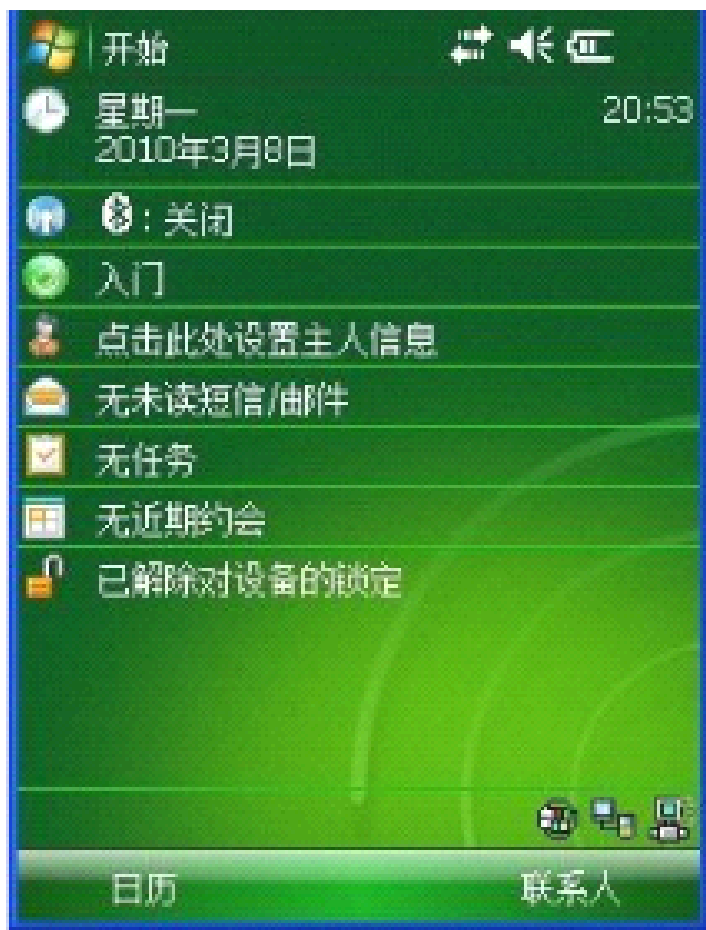 开始
星期一
20:53
2010年3月8日
: 关闭
入门
点击此处设置主人信息
无未读短信/邮件
无任务
无近期约会
已解除对设备的锁定
日历
联系人